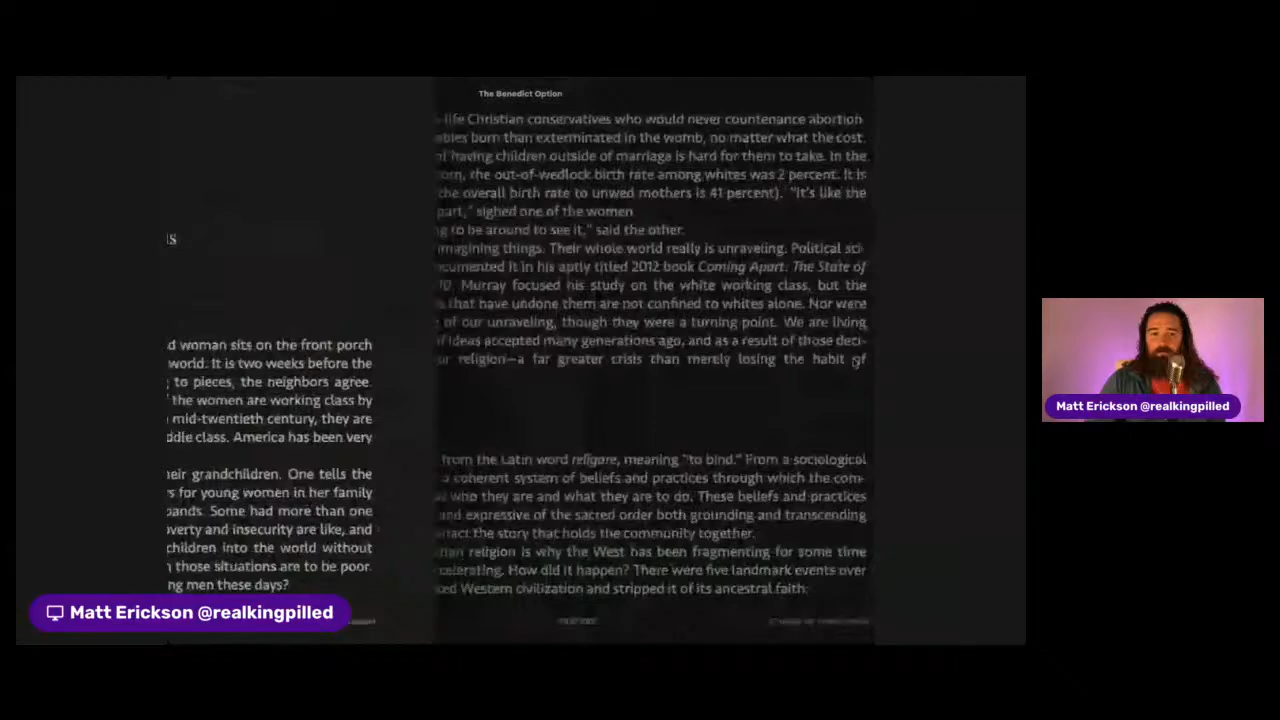 The Benedict Option
life Christian conservatives who would never countenance abortion
born than exterminated in the womb, no matter what the cost.
having children outside of marriage is hard for them to take. In the
the out-of-wedlock birth rate among whites was 2 percent. It is
the overall birth rate to unwed mothers is 41 percent). "It's like the
part," sighed one of the women
g to be around to see it," said the other.
imagining things. Their whole world really is unraveling. Political sci-
cumented it in his aptly titled 2012 book Coming Apart: The State of
Murray focused his study on the white working class, but the
that have undone them are not confined to whites alone. Nor were
of our unraveling, though they were a turning point. We are living
f ideas accepted many generations ago, and as a result of those deci-
or religion—a far greater crisis than merely losing the habit of
from the Latin word religare, meaning "to bind." From a sociological
coherent system of beliefs and practices through which the com-
who they are and what they are to do. These beliefs and practices
and expressive of the sacred order both grounding and transcending
the story that holds the community together.
religion is why the West has been fragmenting for some time
celerating. How did it happen? There were five landmark events over
ked Western civilization and stripped it of its ancestral faith:
is
d woman sits on the front porch
world. It is two weeks before the
to pieces, the neighbors agree.
the women are working class by
mid-twentieth century, they are
ddle class. America has been very
heir grandchildren. One tells the
s for young women in her family
bands. Some had more than one
verty and insecurity are like, and
children into the world without
those situations are to be poor.
ng men these days?
Matt Erickson @realkingpilled
Matt Erickson @realkingpilled